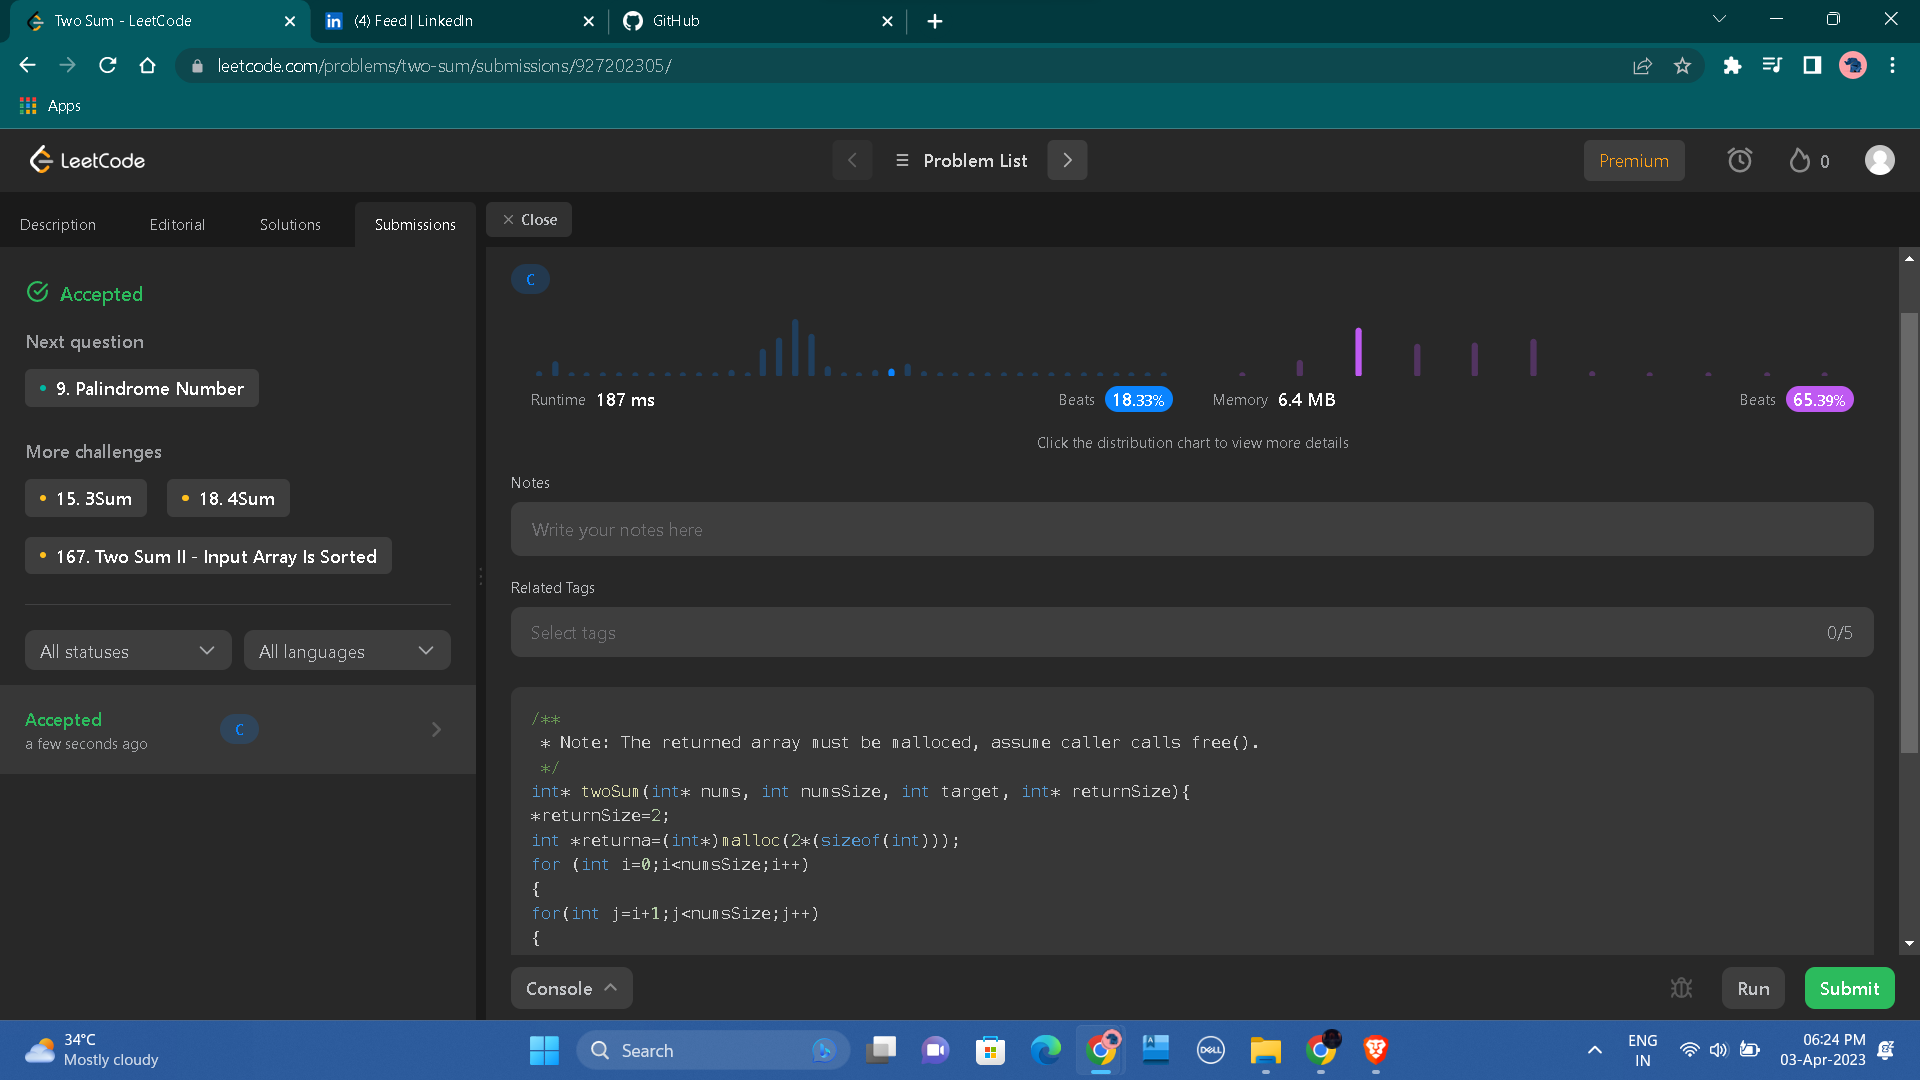 Two Sum - LeetCode
(4) Feed | LinkedIn
GitHub
leetcode.com/problems/two-sum/submissions/927202305/
Apps
LeetCode
Problem List
Premium
0
Description
Editorial
Solutions
Submissions
Close
Accepted
Next question
9. Palindrome Number
More challenges
15. 3Sum
18. 4Sum
167. Two Sum II - Input Array Is Sorted
All statuses
All languages
Accepted
C
a few seconds ago
C
Runtime 187 ms
Beats 18.33%
Memory 6.4 MB
Beats 65.39%
Click the distribution chart to view more details
Notes
Write your notes here
Related Tags
Select tags
0/5
/**
* Note: The returned array must be malloced, assume caller calls free().
*/
int* twoSum(int* nums, int numsSize, int target, int* returnSize){
*returnSize=2;
int *returna=(int*)malloc(2*(sizeof(int)));
for (int i=0;i<numsSize;i++)
{
for(int j=i+1;j<numsSize;j++)
{
Console
Run
Submit
34°C
Mostly cloudy
Search
DELL
ENG
IN
06:24 PM
03-Apr-2023